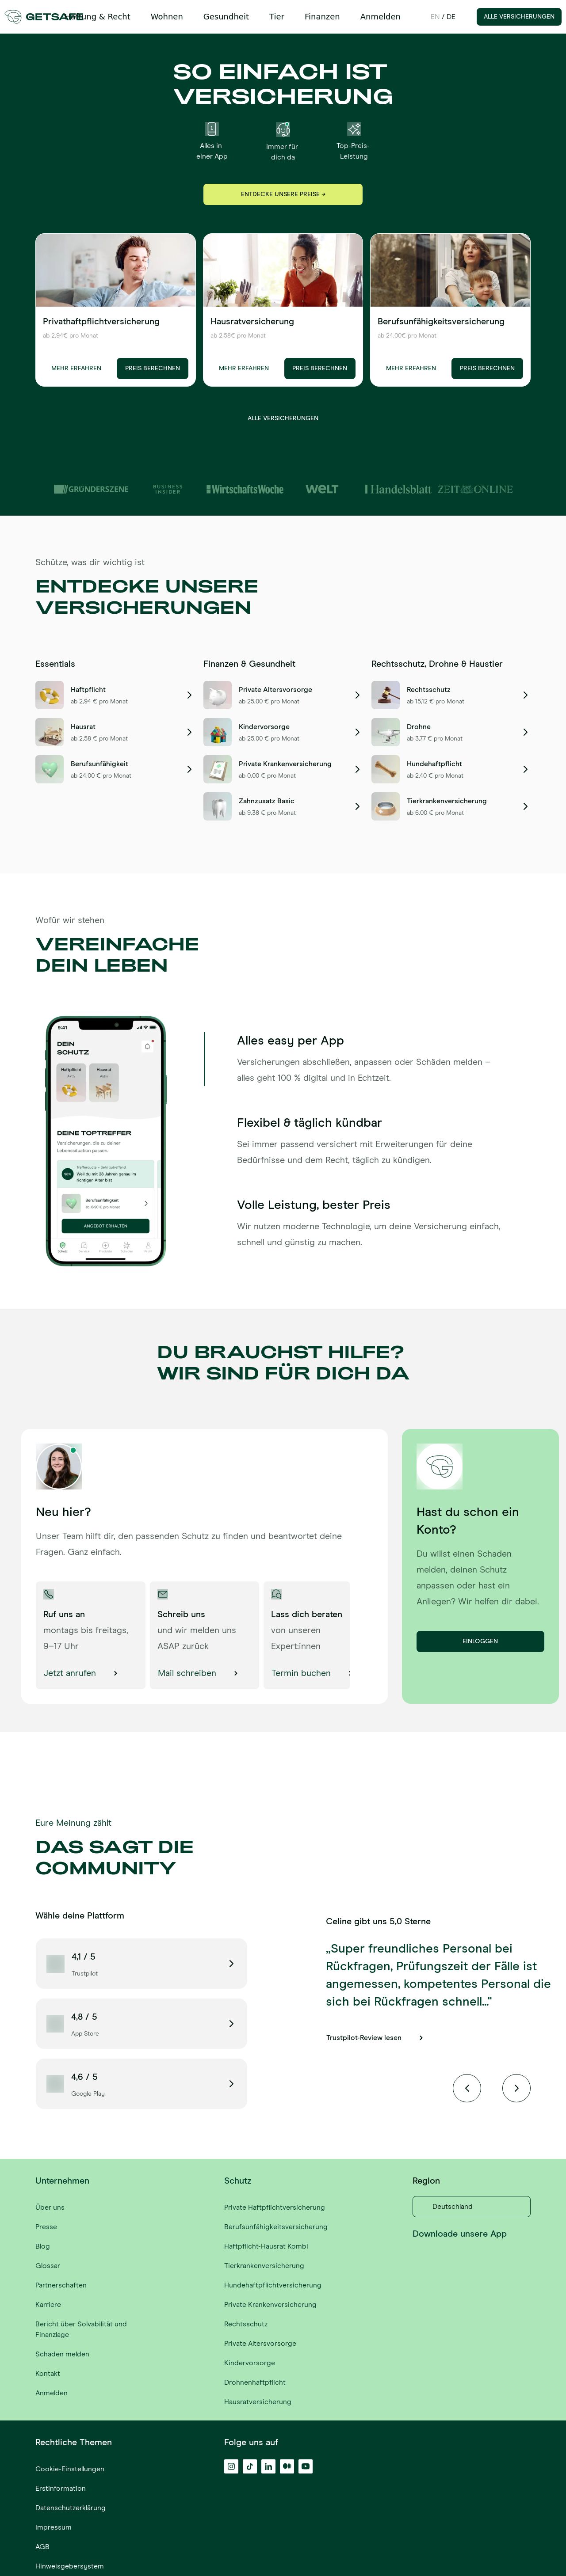 GETSAFE
Haftung & Recht
Wohnen
Gesundheit
Tier
Finanzen
Anmelden
EN / DE
ALLE VERSICHERUNGEN
SO EINFACH IST
VERSICHERUNG
Alles in
einer App
Immer für
dich da
Top-Preis-
Leistung
ENTDECKE UNSERE PREISE →
Privathaftpflichtversicherung
ab 2,94€ pro Monat
MEHR ERFAHREN
PREIS BERECHNEN
Hausratversicherung
ab 2,58€ pro Monat
MEHR ERFAHREN
PREIS BERECHNEN
Berufsunfähigkeitsversicherung
ab 24,00€ pro Monat
MEHR ERFAHREN
PREIS BERECHNEN
ALLE VERSICHERUNGEN
GRÜNDERSZENE
BUSINESS
INSIDER
WirtschaftsWoche
WELT
Handelsblatt
ZEIT ONLINE
Schütze, was dir wichtig ist
ENTDECKE UNSERE
VERSICHERUNGEN
Essentials
Haftpflicht
ab 2,94 € pro Monat
Hausrat
ab 2,58 € pro Monat
Berufsunfähigkeit
ab 24,00 € pro Monat
Finanzen & Gesundheit
Private Altersvorsorge
ab 25,00 € pro Monat
Kindervorsorge
ab 25,00 € pro Monat
Private Krankenversicherung
ab 0,00 € pro Monat
Zahnzusatz Basic
ab 9,38 € pro Monat
Rechtsschutz, Drohne & Haustier
Rechtsschutz
ab 15,12 € pro Monat
Drohne
ab 3,77 € pro Monat
Hundehaftpflicht
ab 2,40 € pro Monat
Tierkrankenversicherung
ab 6,00 € pro Monat
Wofür wir stehen
VEREINFACHE
DEIN LEBEN
9:41
DEIN
SCHUTZ
Haftpflicht
Hausrat
DEINE TOPTREFFER
Versicherungen, die zu deiner
Lebenssituation passen.
Weil du mit 28 Jahren genau im
richtigen Alter bist
Berufsunfähigkeit
ANGEBOT ERHALTEN
Alles easy per App
Versicherungen abschließen, anpassen oder Schäden melden –
alles geht 100 % digital und in Echtzeit.
Flexibel & täglich kündbar
Sei immer passend versichert mit Erweiterungen für deine
Bedürfnisse und dem Recht, täglich zu kündigen.
Volle Leistung, bester Preis
Wir nutzen moderne Technologie, um deine Versicherung einfach,
schnell und günstig zu machen.
DU BRAUCHST HILFE?
WIR SIND FÜR DICH DA
Neu hier?
Unser Team hilft dir, den passenden Schutz zu finden und beantwortet deine
Fragen. Ganz einfach.
Ruf uns an
montags bis freitags,
9–17 Uhr
Jetzt anrufen
Schreib uns
und wir melden uns
ASAP zurück
Mail schreiben
Lass dich beraten
von unseren
Expert:innen
Termin buchen
Hast du schon ein
Konto?
Du willst einen Schaden
melden, deinen Schutz
anpassen oder hast ein
Anliegen? Wir helfen dir dabei.
EINLOGGEN
Eure Meinung zählt
DAS SAGT DIE
COMMUNITY
Wähle deine Plattform
4,1 / 5
Trustpilot
4,8 / 5
App Store
4,6 / 5
Google Play
Celine gibt uns 5,0 Sterne
„Super freundliches Personal bei
Rückfragen, Prüfungszeit der Fälle ist
angemessen, kompetentes Personal die
sich bei Rückfragen schnell..."
Trustpilot-Review lesen
Unternehmen
Über uns
Presse
Blog
Glossar
Partnerschaften
Karriere
Bericht über Solvabilität und
Finanzlage
Schaden melden
Kontakt
Anmelden
Schutz
Private Haftpflichtversicherung
Berufsunfähigkeitsversicherung
Haftpflicht-Hausrat Kombi
Tierkrankenversicherung
Hundehaftpflichtversicherung
Private Krankenversicherung
Rechtsschutz
Private Altersvorsorge
Kindervorsorge
Drohnenhaftpflicht
Hausratversicherung
Region
Deutschland
Downloade unsere App
Rechtliche Themen
Cookie-Einstellungen
Erstinformation
Datenschutzerklärung
Impressum
AGB
Hinweisgebersystem
Folge uns auf